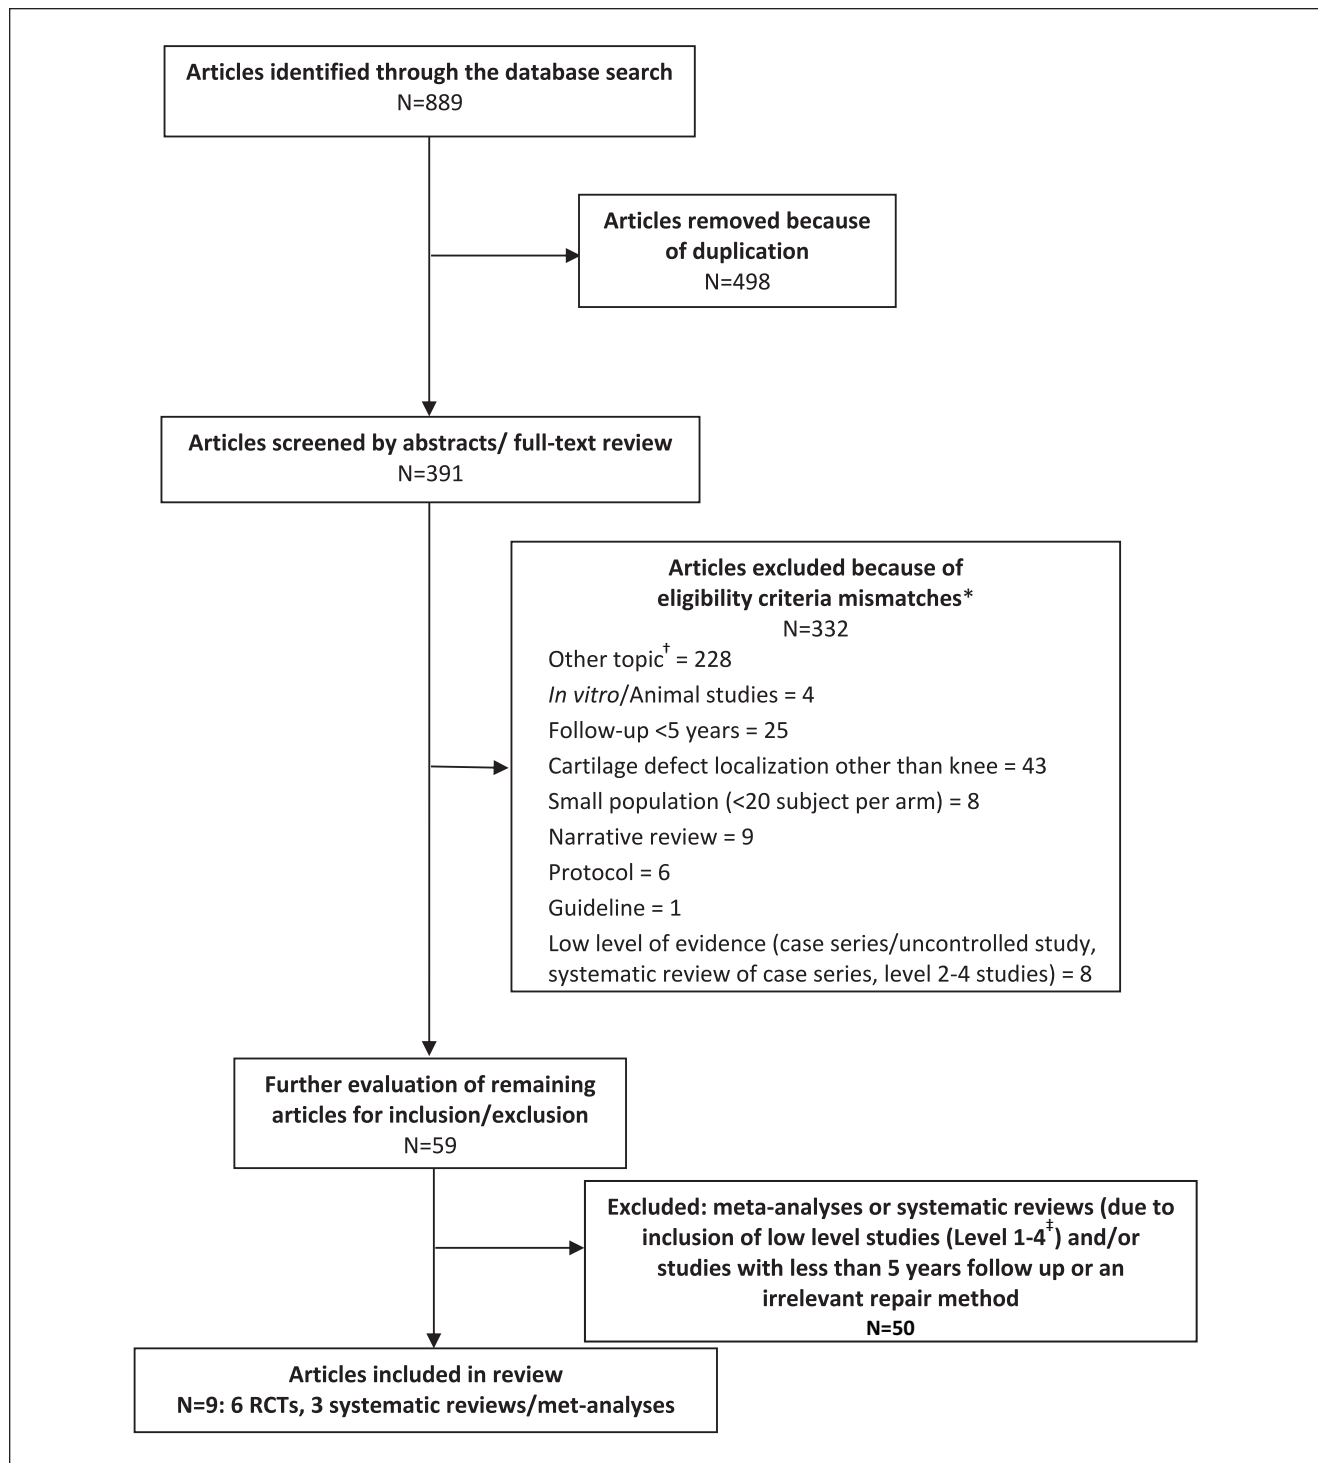 Articles identified through the database search
N=889
Articles removed because
of duplication
N=498
Articles screened by abstracts/ full-text review
N=391
Articles excluded because of
eligibility criteria mismatches*
N=332
Other topic† = 228
In vitro/Animal studies = 4
Follow-up <5 years = 25
Cartilage defect localization other than knee = 43
Small population (<20 subject per arm) = 8
Narrative review = 9
Protocol = 6
Guideline = 1
Low level of evidence (case series/uncontrolled study,
systematic review of case series, level 2-4 studies) = 8
Further evaluation of remaining
articles for inclusion/exclusion
N=59
Excluded: meta-analyses or systematic reviews (due to
inclusion of low level studies (Level 1-4‡) and/or
studies with less than 5 years follow up or an
irrelevant repair method
N=50
Articles included in review
N=9: 6 RCTs, 3 systematic reviews/met-analyses